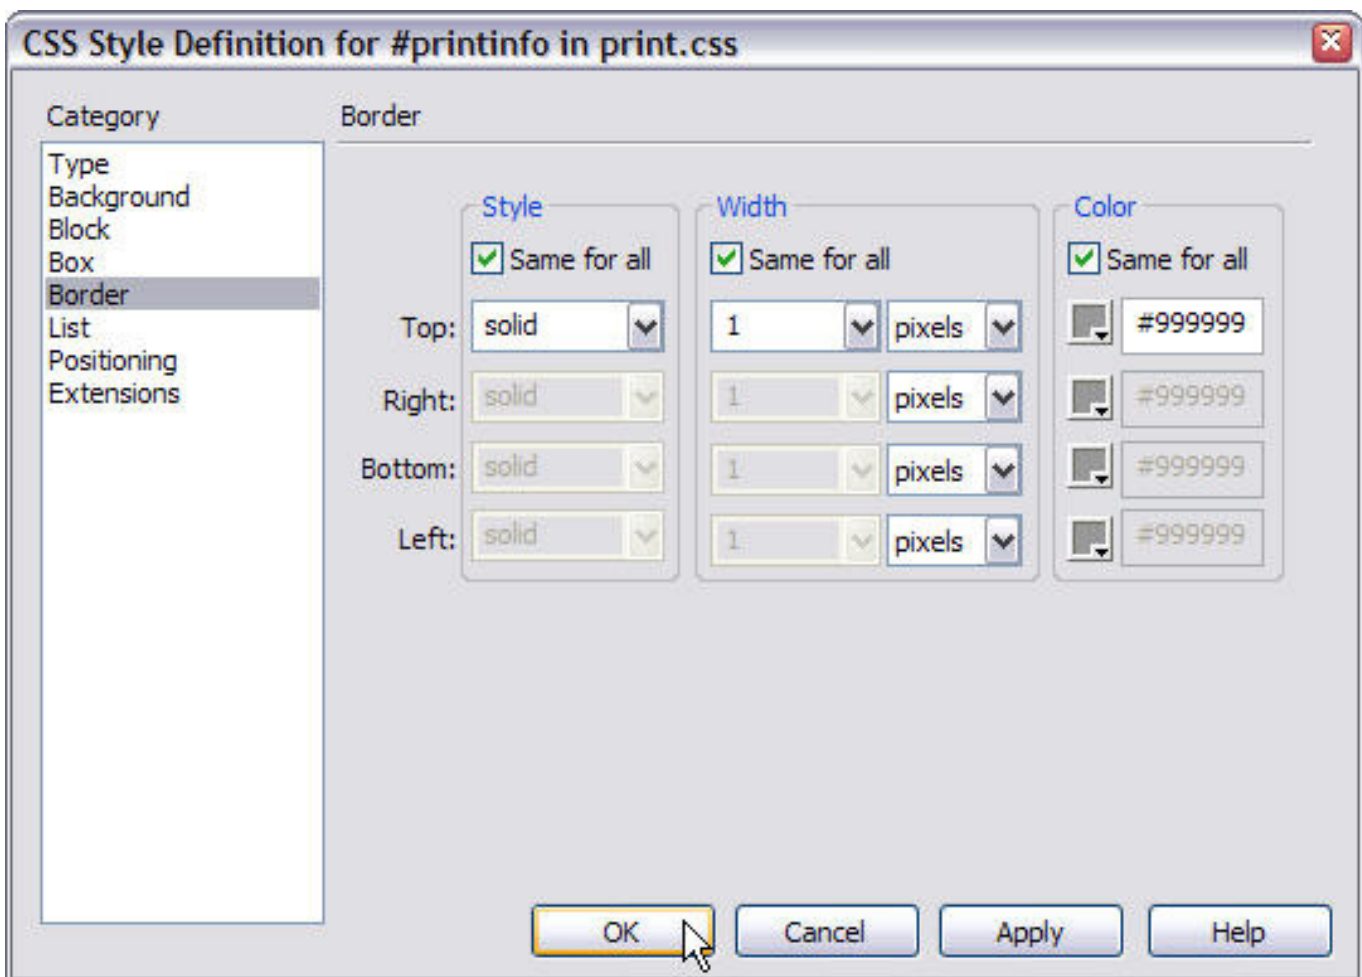 CSS Style Definition for #printinfo in print.css
Category
Border
Type
Background
Block
Box
Border
List
Positioning
Extensions
Style
Width
Color
Same for all
Same for all
Same for all
Top: solid 1 pixels #999999
Right: solid 1 pixels #999999
Bottom: solid 1 pixels #999999
Left: solid 1 pixels #999999
OK
Cancel
Apply
Help